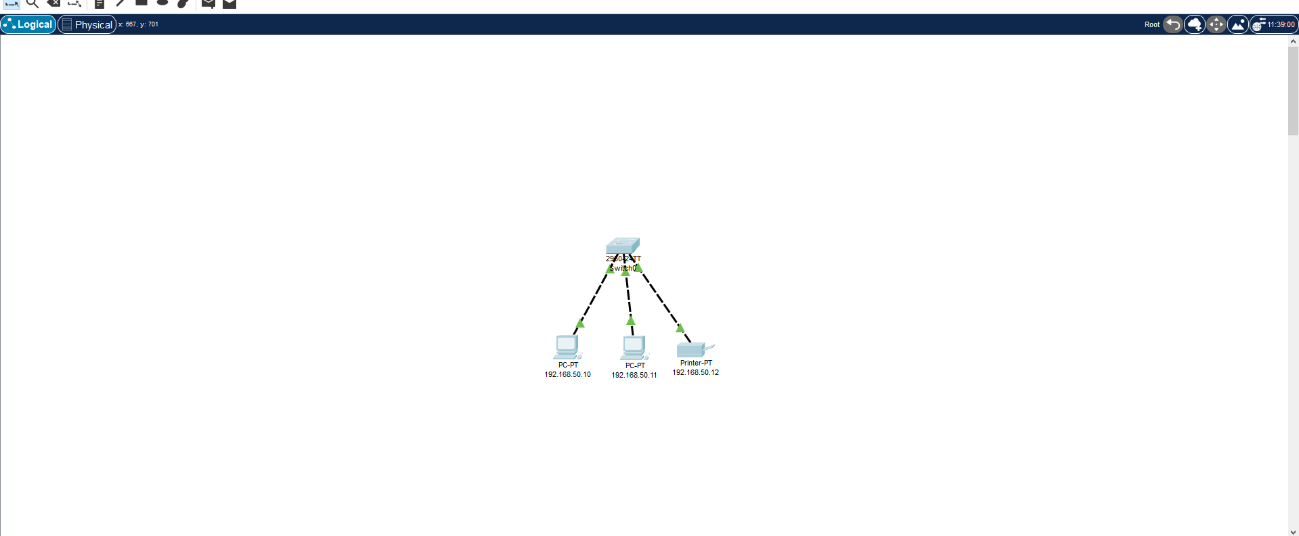 Logical
Physical
x: 667, y: 701
Root
11:39:00
2960-24TT
Switch0
PC-PT
192.168.50.10
PC-PT
192.168.50.11
Printer-PT
192.168.50.12